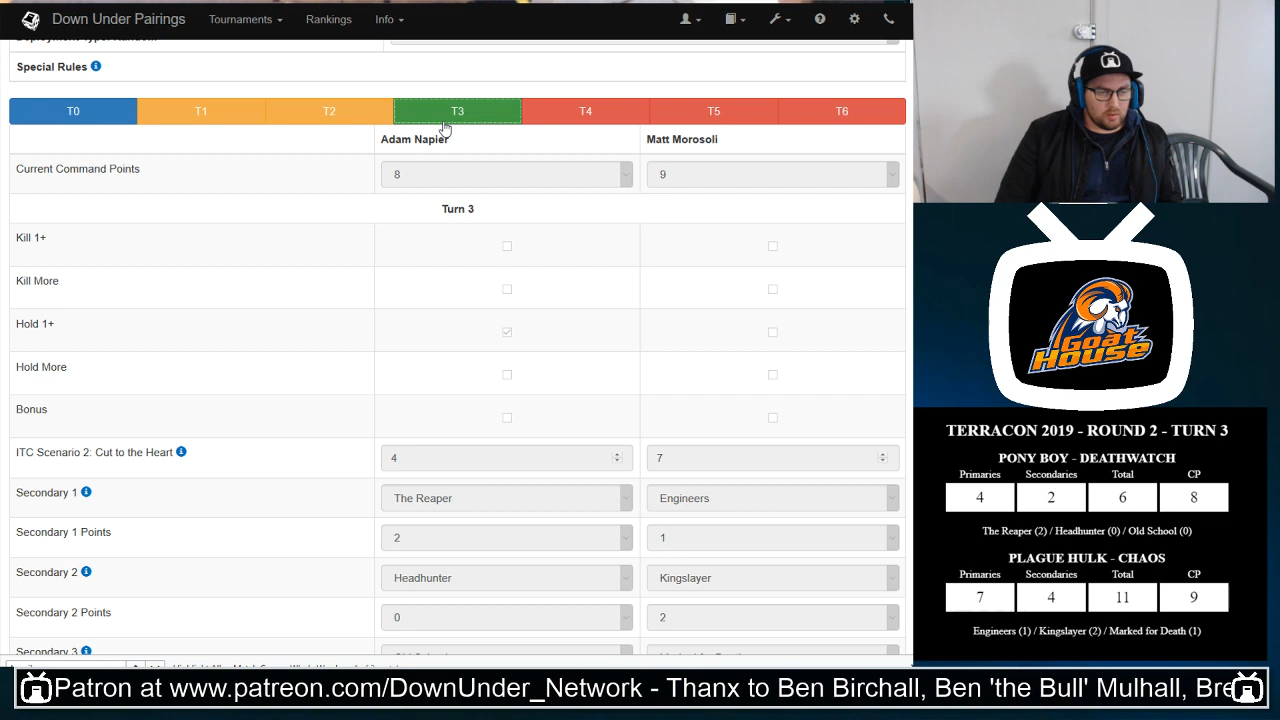 Down Under Pairings Tournaments Rankings Info
Special Rules
T0 T1 T2 T3 T4 T5 T6
Adam Napier Matt Morosoli
Current Command Points 8 9
Turn 3
Kill 1+
Kill More
Hold 1+
Hold More
Bonus
ITC Scenario 2: Cut to the Heart 4 7
Secondary 1 The Reaper Engineers
Secondary 1 Points 2 1
Secondary 2 Headhunter Kingslayer
Secondary 2 Points 0 2
Secondary 3
Goat
House
TERRACON 2019 - ROUND 2 - TURN 3
PONY BOY - DEATHWATCH
Primaries Secondaries Total CP
4 2 6 8
The Reaper (2) / Headhunter (0) / Old School (0)
PLAGUE HULK - CHAOS
Primaries Secondaries Total CP
7 4 11 9
Engineers (1) / Kingslayer (2) / Marked for Death (1)
Patron at www.patreon.com/DownUnder_Network - Thanx to Ben Birchall, Ben 'the Bull' Mulhall, Bre